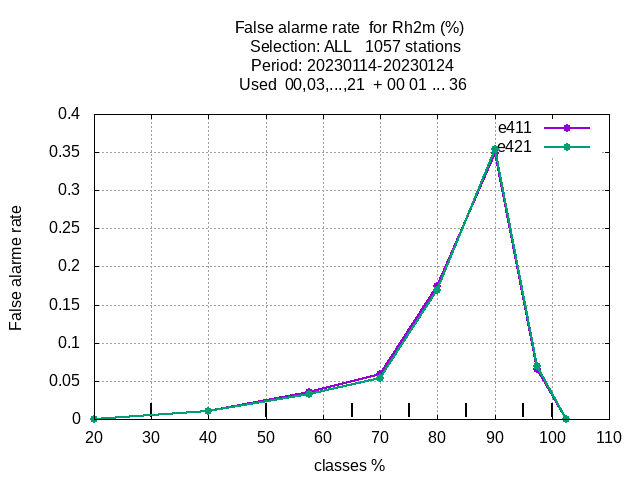 False alarme rate  for Rh2m (%)
Selection: ALL   1057 stations
Period: 20230114-20230124
Used  00,03,...,21  + 00 01 ... 36
e411
e421
0.4
0.35
0.3
0.25
0.2
0.15
0.1
0.05
0
False alarme rate
20 30 40 50 60 70 80 90 100 110
classes %